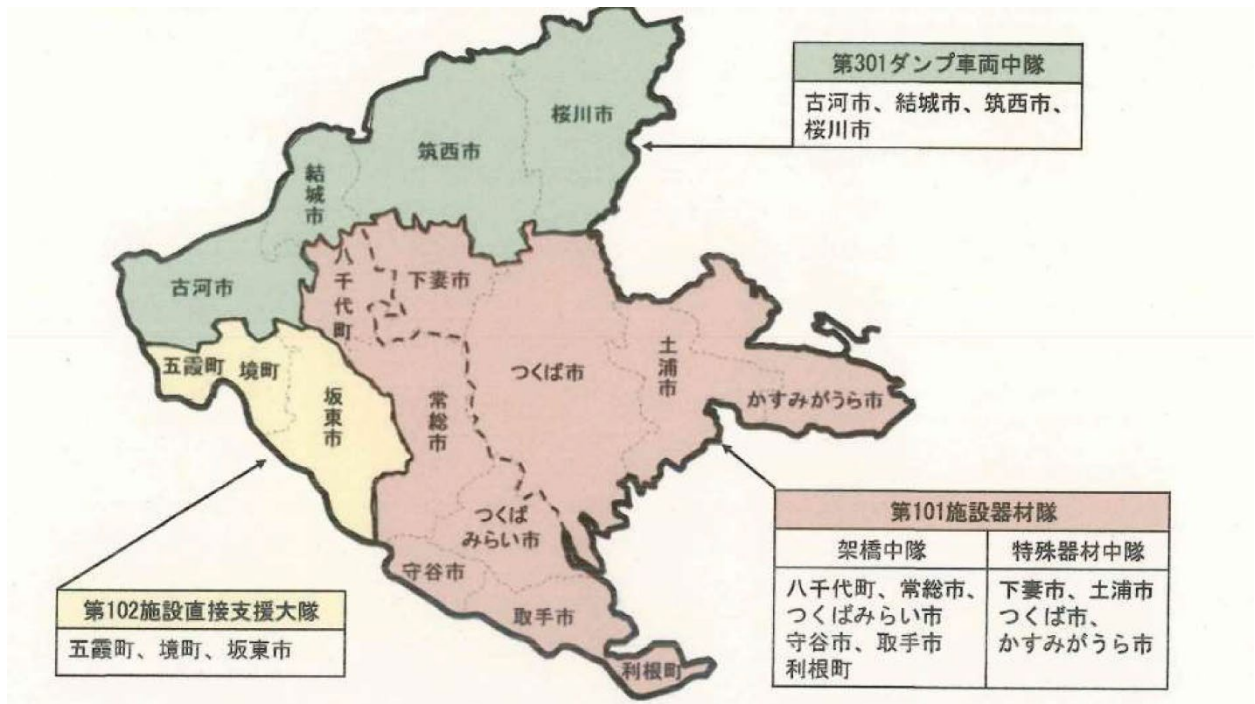 第301ダンプ車両中隊
古河市、結城市、筑西市、
桜川市
桜川市
筑西市
結城市
古河市
八千代町
下妻市
五霞町
境町
坂東市
常総市
つくば市
土浦市
かすみがうら市
つくば
みらい市
守谷市
取手市
利根町
第102施設直接支援大隊
五霞町、境町、坂東市
第101施設器材隊
架橋中隊
八千代町、常総市、
つくばみらい市
守谷市、取手市
利根町
特殊器材中隊
下妻市、土浦市
つくば市、
かすみがうら市